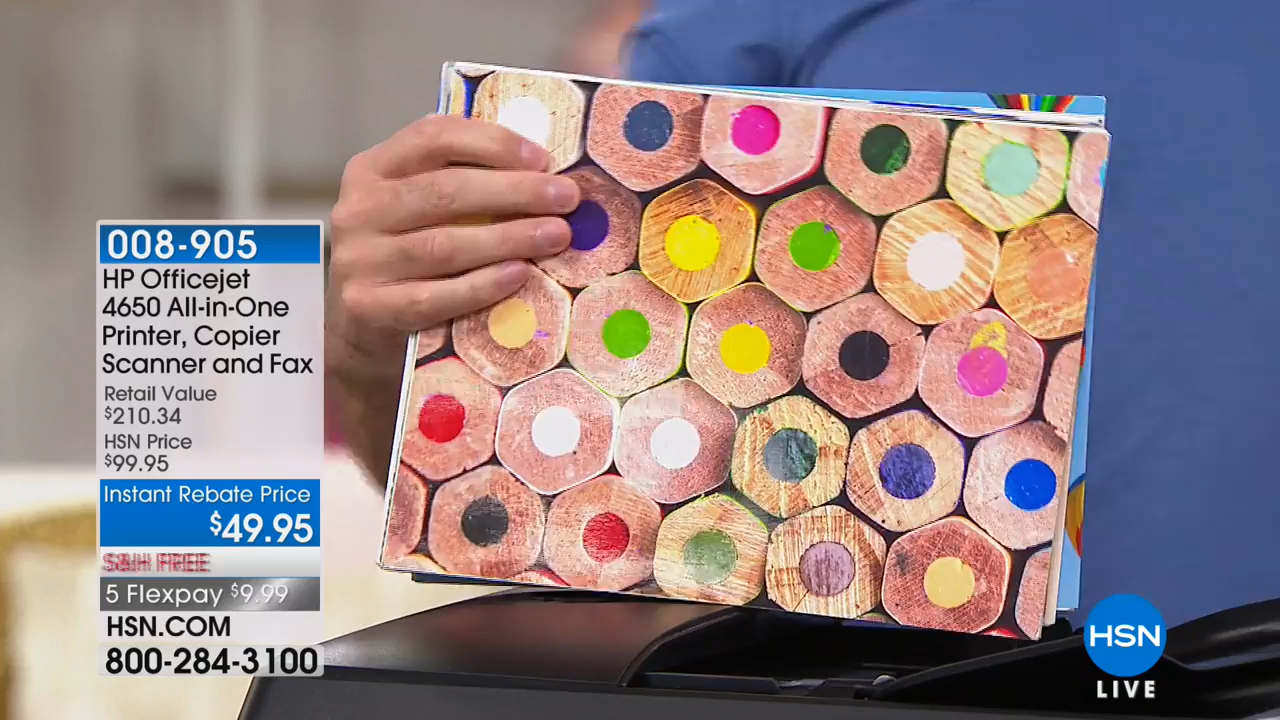 008-905
HP Officejet
4650 All-in-One
Printer, Copier
Scanner and Fax
Retail Value
$210.34
HSN Price
$99.95
Instant Rebate Price
$49.95
S&H FREE
5 Flexpay $9.99
HSN.COM
800-284-3100
HSN
LIVE